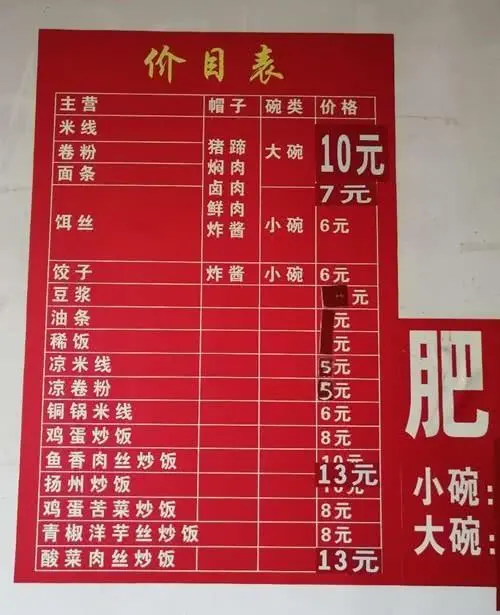 价目表
主营 帽子 碗类 价格
米线
卷粉
面条
饵丝
猪蹄
焖肉
卤肉
鲜肉
炸酱
大碗 10元
7元
小碗 6元
饺子 炸酱 小碗 6元
豆浆 元
油条 元
稀饭 元
凉米线 5元
凉卷粉 5元
铜锅米线 6元
鸡蛋炒饭 8元
鱼香肉丝炒饭
扬州炒饭
13元
鸡蛋苦菜炒饭 8元
青椒洋芋丝炒饭 8元
酸菜肉丝炒饭 13元
肥
小碗:
大碗: